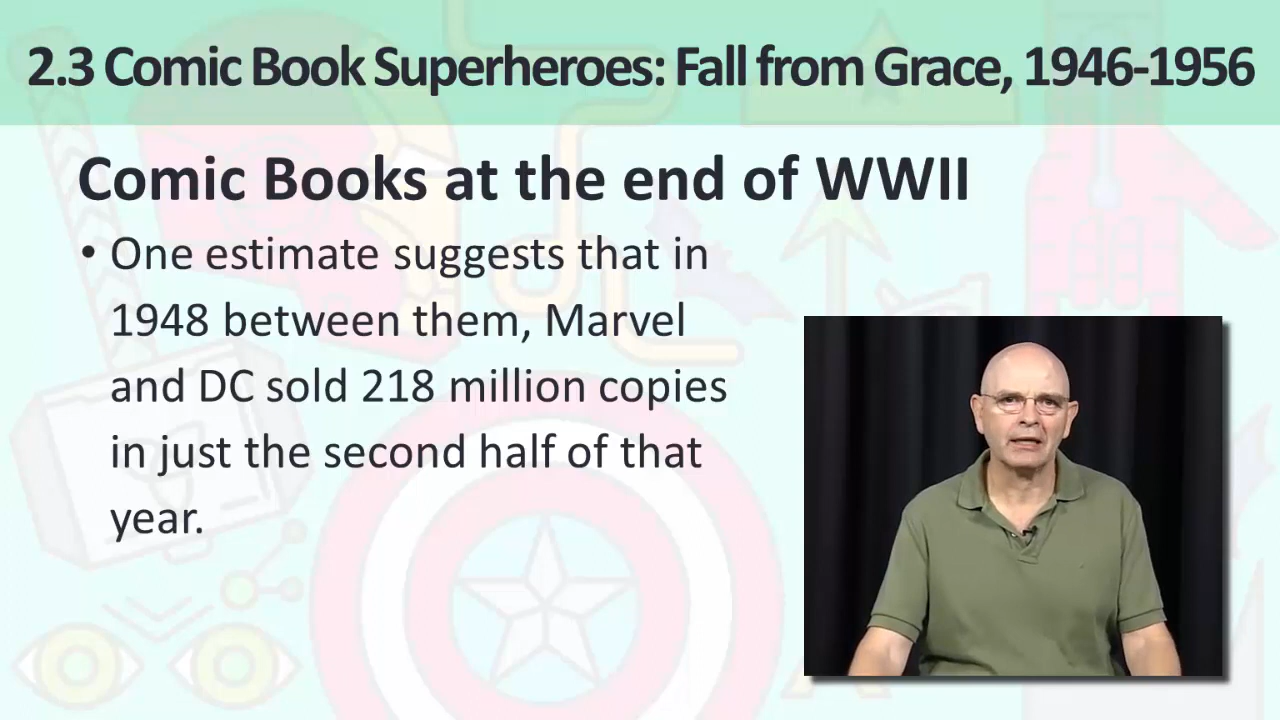 2.3 Comic Book Superheroes: Fall from Grace, 1946-1956
Comic Books at the end of WWII
• One estimate suggests that in
1948 between them, Marvel
and DC sold 218 million copies
in just the second half of that
year.